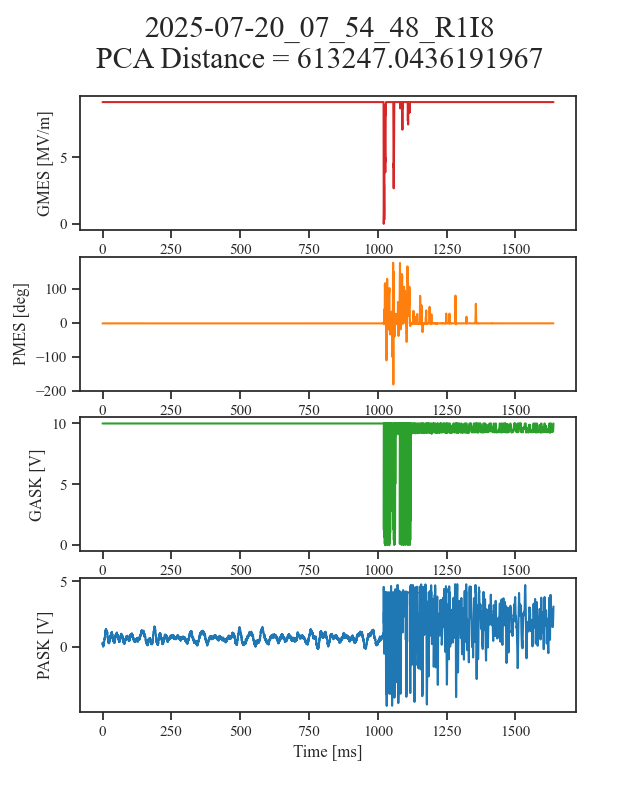 2025-07-20_07_54_48_R1I8
PCA Distance = 613247.0436191967
GMES [MV/m]
5
0
0 250 500 750 1000 1250 1500
PMES [deg]
100
0
−100
−200
0 250 500 750 1000 1250 1500
GASK [V]
10
5
0
0 250 500 750 1000 1250 1500
PASK [V]
5
0
0 250 500 750 1000 1250 1500
Time [ms]